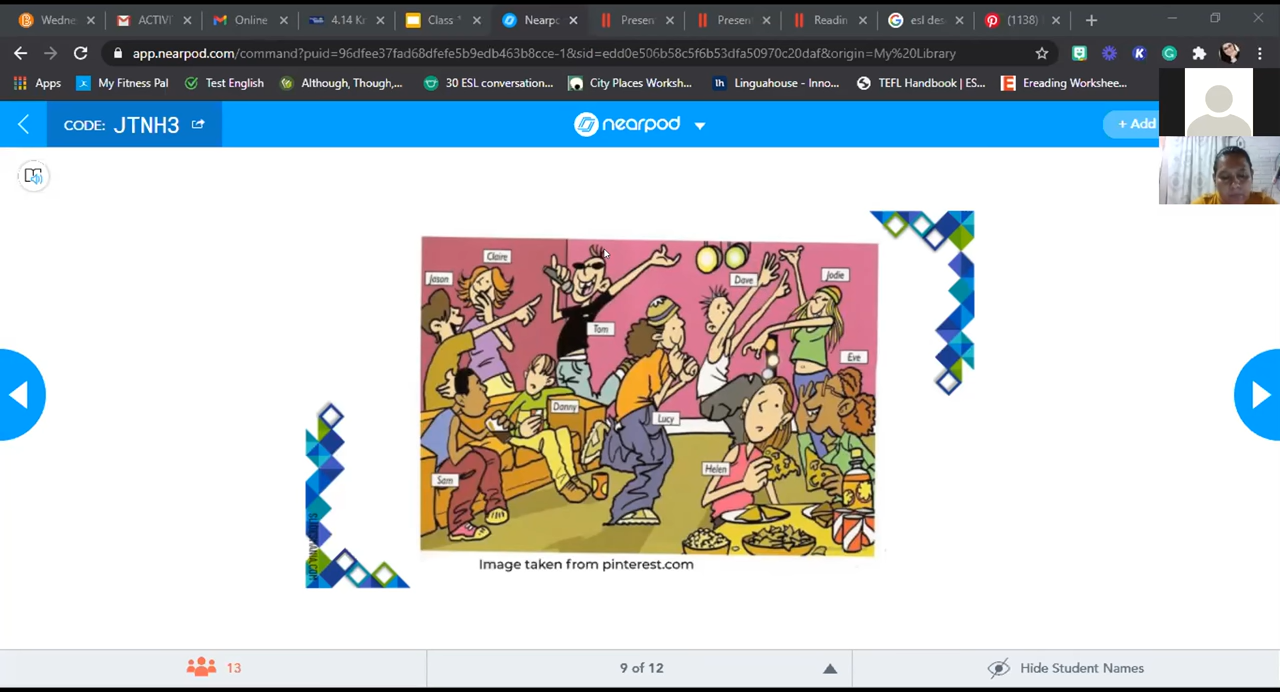 Wedne
ACTIVI
Online
4.14 Kr
Class "
Nearpo
Present
Present
Readin
esl des
(1138)
app.nearpod.com/command?puid=96dfee37fad68dfefe5b9edb463b8cce-1&sid=edd0e506b58c5f6b53dfa50970c20daf&origin=My%20Library
Apps
My Fitness Pal
Test English
Although, Though,...
30 ESL conversation...
City Places Worksh...
Linguahouse - Inno...
TEFL Handbook | ES...
Ereading Workshee...
CODE: JTNH3
nearpod
+ Add
Claire
Jason
Tom
Dave
Jodie
Eve
Danny
Lucy
Helen
Sam
Image taken from pinterest.com
13
9 of 12
Hide Student Names